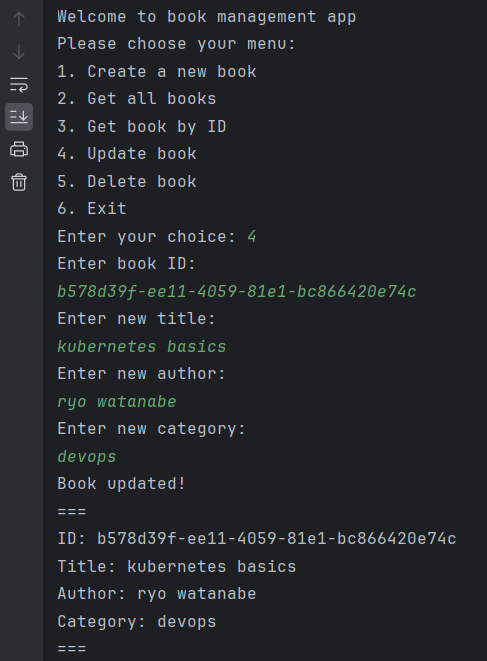 Welcome to book management app
Please choose your menu:
1. Create a new book
2. Get all books
3. Get book by ID
4. Update book
5. Delete book
6. Exit
Enter your choice: 4
Enter book ID:
b578d39f-ee11-4059-81e1-bc866420e74c
Enter new title:
kubernetes basics
Enter new author:
ryo watanabe
Enter new category:
devops
Book updated!
===
ID: b578d39f-ee11-4059-81e1-bc866420e74c
Title: kubernetes basics
Author: ryo watanabe
Category: devops
===